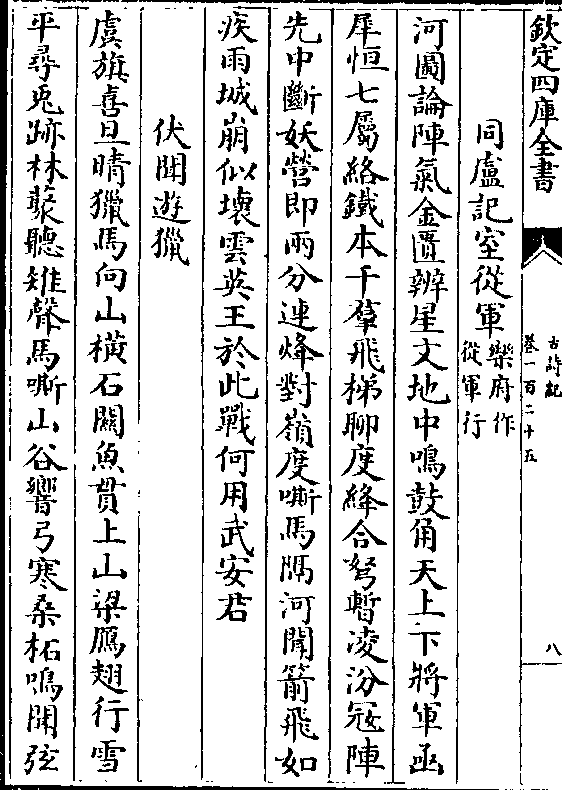 欽定四庫全書
古詩紀
卷一百二十五
八
同盧記室從軍樂府作從軍行
河圖論陣氣金匱辨星文地中鳴鼓角天上下將軍函
犀恒七屬絡鐵本千羣飛梯聊度絳合弩暫凌汾冦陣
先中斷妖營即兩分連烽對嶺度嘶馬隔河聞箭飛如
疾雨城崩似壞雲英王於此戰何用武安君
伏聞遊獵
虞旗喜旦晴獵馬向山橫石關魚貫上山梁鴈翅行雪
平尋兎跡林藂聽雉聲馬嘶山谷響弓寒桑柘鳴聞弦